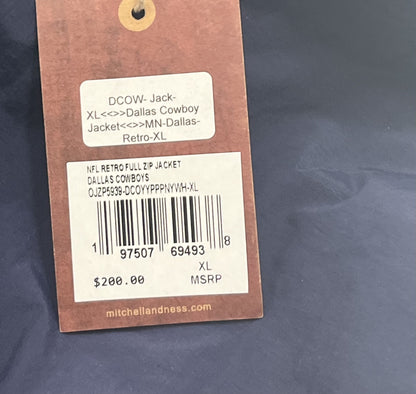 DCOW- Jack-
XL<<>>Dallas Cowboy
Jacket<<>>MN-Dallas-
Retro-XL
NFL RETRO FULL ZIP JACKET
DALLAS COWBOYS
OJZP5939-DCOYYPPPNYWH-XL
1 97507 69493 8
XL
$200.00 MSRP
mitchellandness.com